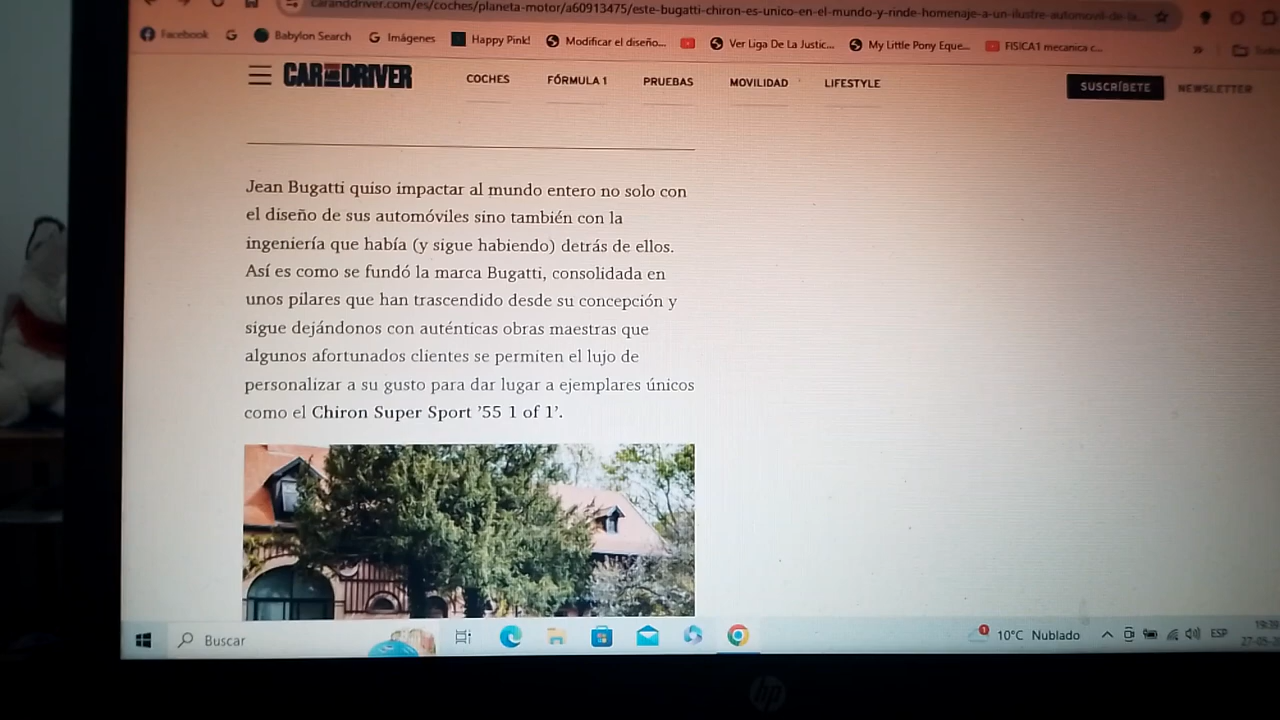 caranddriver.com/es/coches/planeta-motor/a60913475/este-bugatti-chiron-es-unico-en-el-mundo-y-rinde-homenaje-a-un-ilustre-automovil-de-la...
Facebook G Babylon Search G Imágenes Happy Pink! Modificar el diseño... Ver Liga De La Justic... My Little Pony Eque... FISICA1 mecanica c... »
CAR AND DRIVER COCHES FÓRMULA 1 PRUEBAS MOVILIDAD LIFESTYLE SUSCRÍBETE NEWSLETTER
Jean Bugatti quiso impactar al mundo entero no solo con
el diseño de sus automóviles sino también con la
ingeniería que había (y sigue habiendo) detrás de ellos.
Así es como se fundó la marca Bugatti, consolidada en
unos pilares que han trascendido desde su concepción y
sigue dejándonos con auténticas obras maestras que
algunos afortunados clientes se permiten el lujo de
personalizar a su gusto para dar lugar a ejemplares únicos
como el Chiron Super Sport ’55 1 of 1’.
Buscar 1 10°C Nublado ESP 19:38
27-05-2
hp